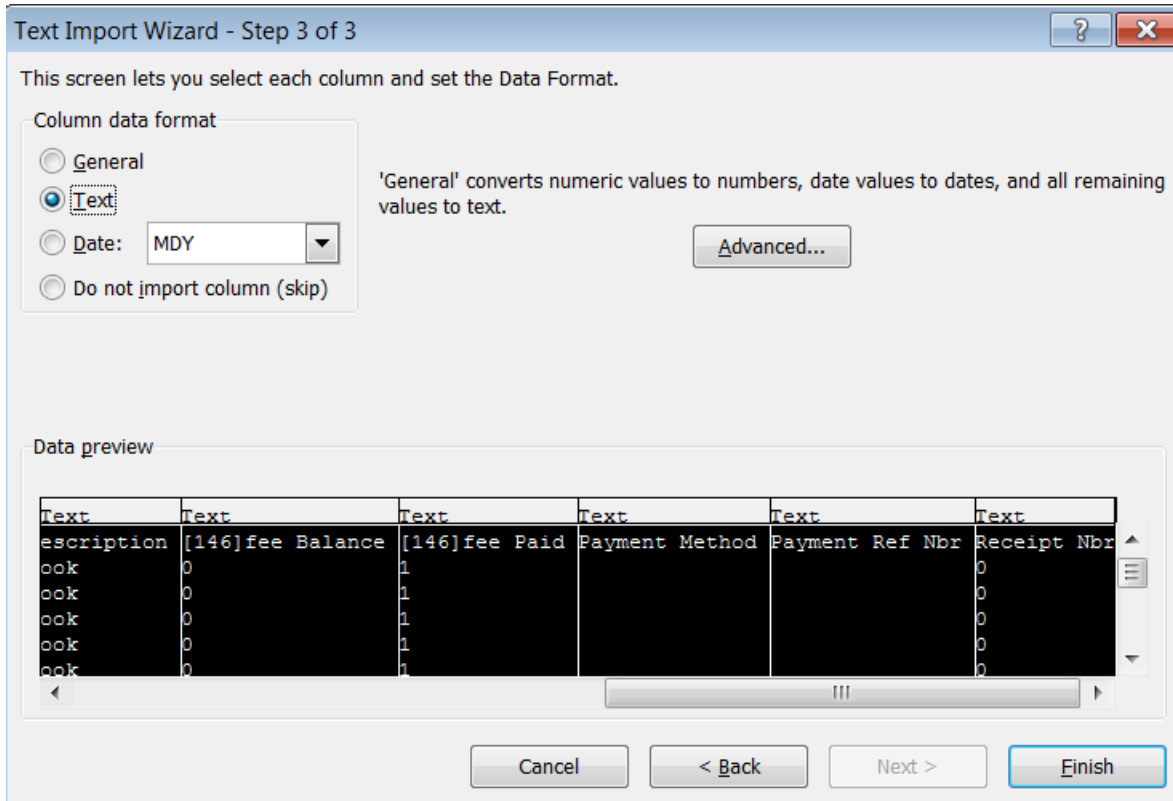 Text Import Wizard - Step 3 of 3
This screen lets you select each column and set the Data Format.
Column data format
General
Text
Date: MDY
Do not import column (skip)
'General' converts numeric values to numbers, date values to dates, and all remaining
values to text.
Advanced...
Data preview
Text Text Text Text Text Text
escription [146]fee Balance [146]fee Paid Payment Method Payment Ref Nbr Receipt Nbr
ook 0 1 0
ook 0 1 0
ook 0 1 0
ook 0 1 0
ook 0 1 0
Cancel < Back Next > Finish